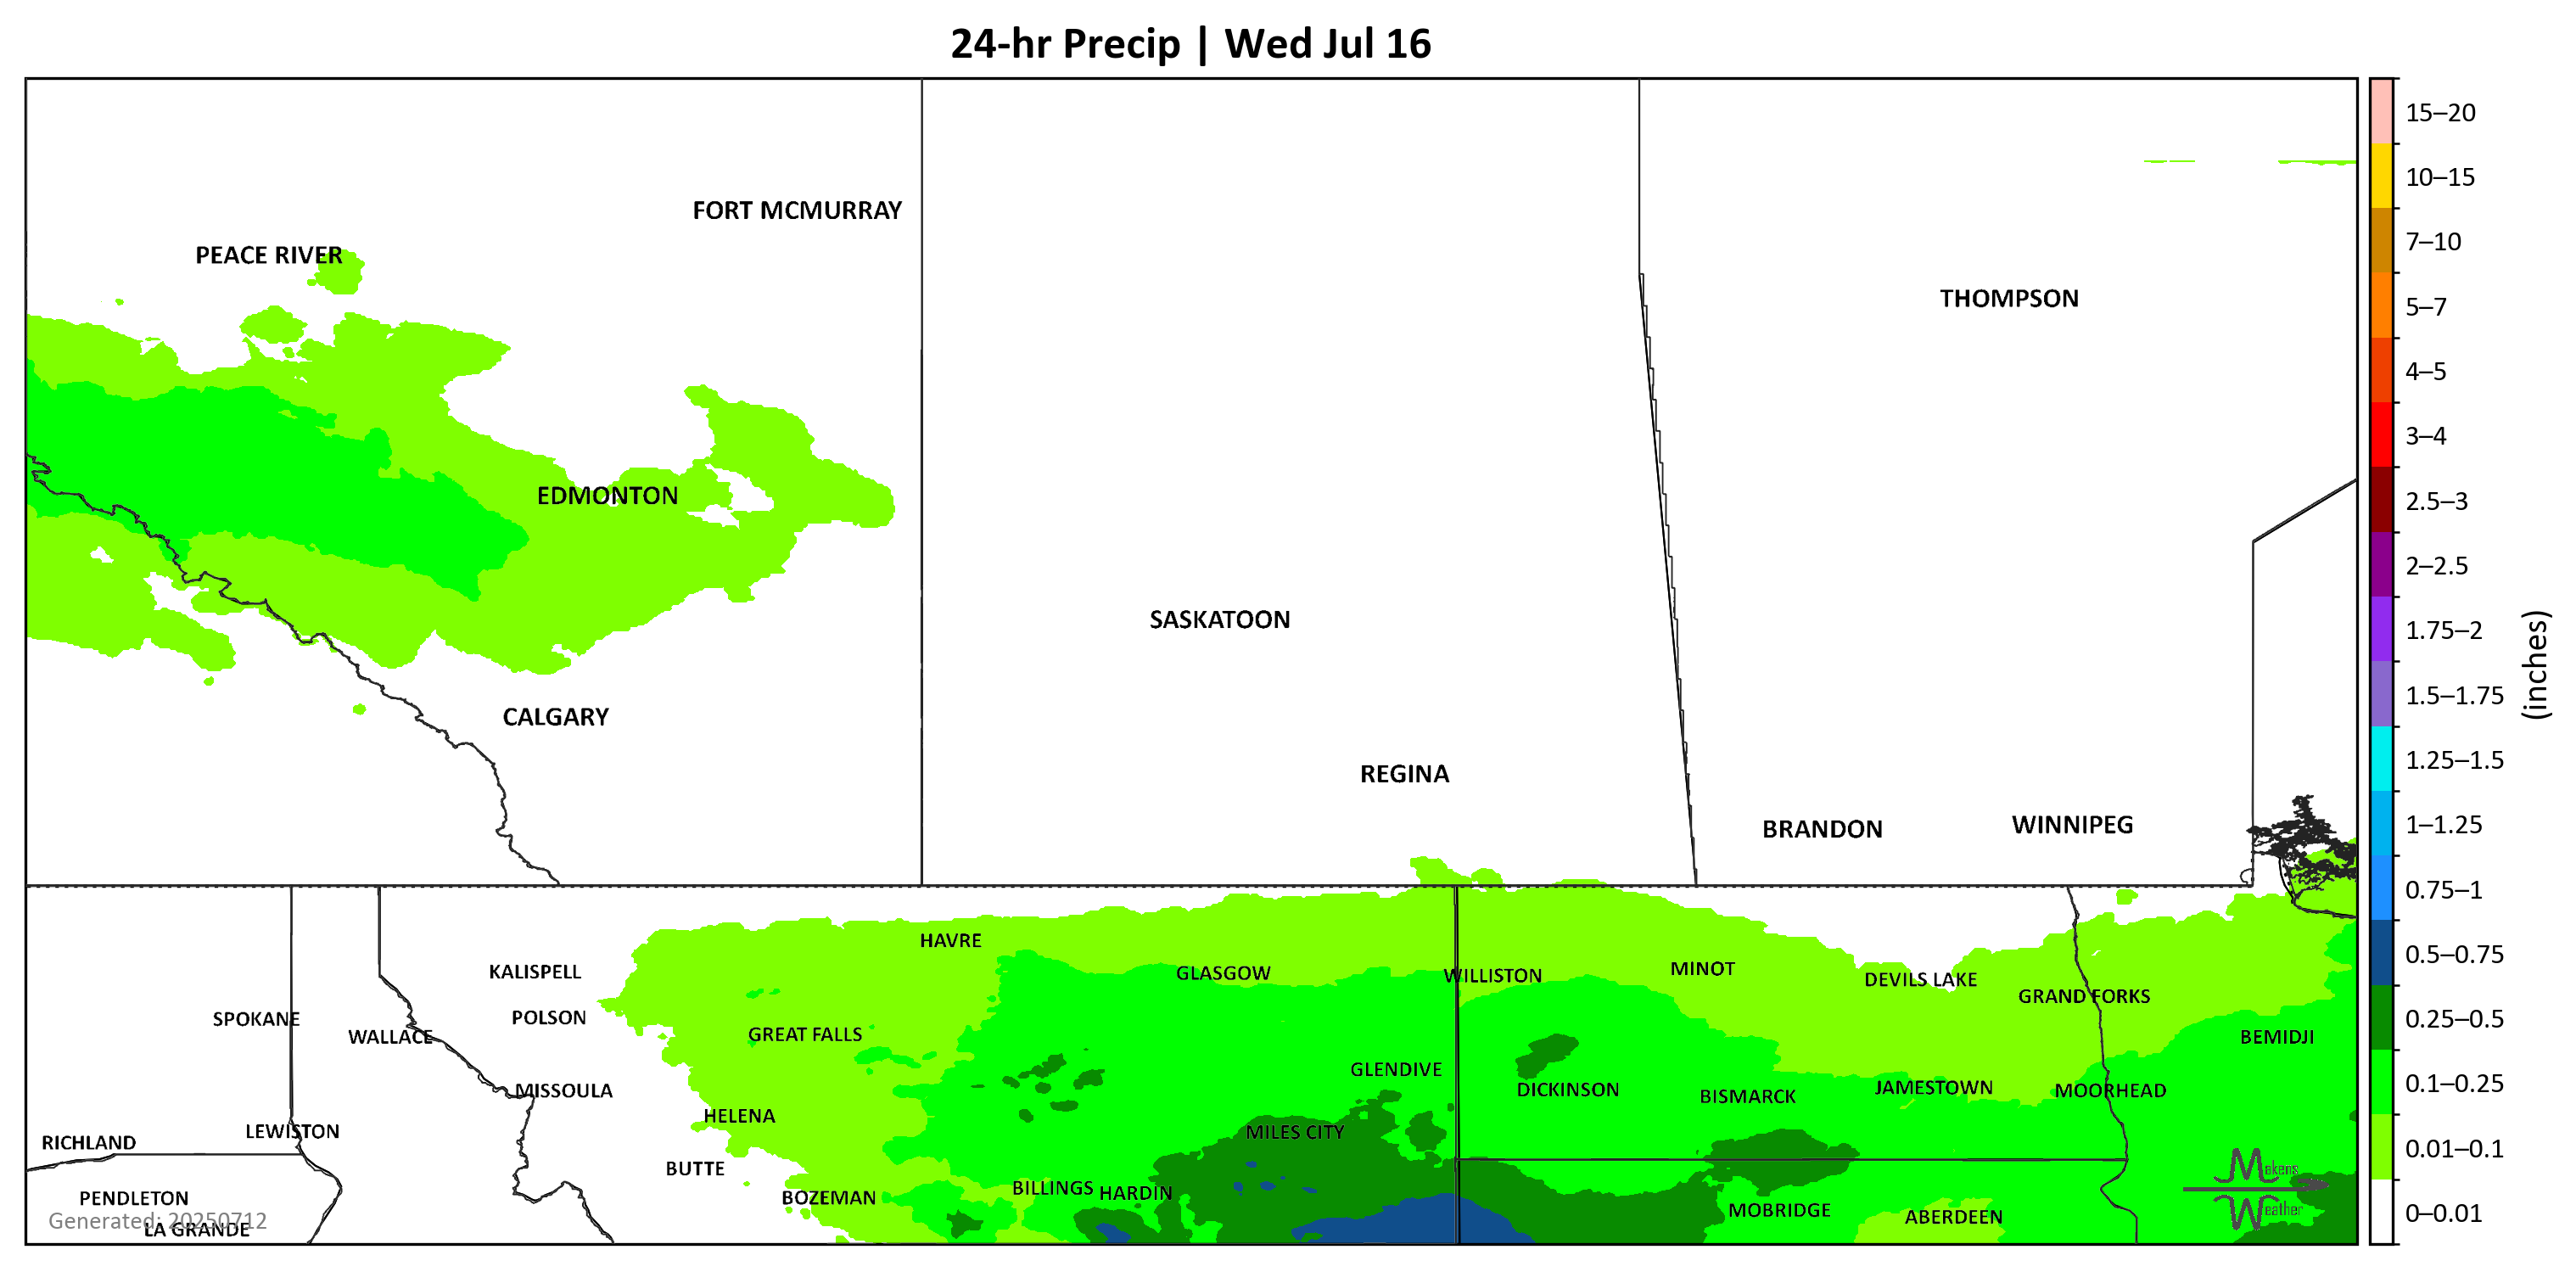 24-hr Precip | Wed Jul 16
15–20
10–15
7–10
5–7
4–5
3–4
2.5–3
2–2.5
1.75–2
1.5–1.75
1.25–1.5
1–1.25
0.75–1
0.5–0.75
0.25–0.5
0.1–0.25
0.01–0.1
0–0.01
(inches)
FORT MCMURRAY
PEACE RIVER
THOMPSON
EDMONTON
SASKATOON
CALGARY
REGINA
BRANDON
WINNIPEG
HAVRE
KALISPELL
GLASGOW
WILLISTON
MINOT
DEVILS LAKE
GRAND FORKS
SPOKANE
POLSON
WALLACE
GREAT FALLS
BEMIDJI
GLENDIVE
MISSOULA
DICKINSON
BISMARCK
JAMESTOWN
MOORHEAD
HELENA
LEWISTON
RICHLAND
MILES CITY
BUTTE
BILLINGS
HARDIN
BOZEMAN
PENDLETON
MOBRIDGE
ABERDEEN
Generated: 20250712
LA GRANDE
Makens
Weather